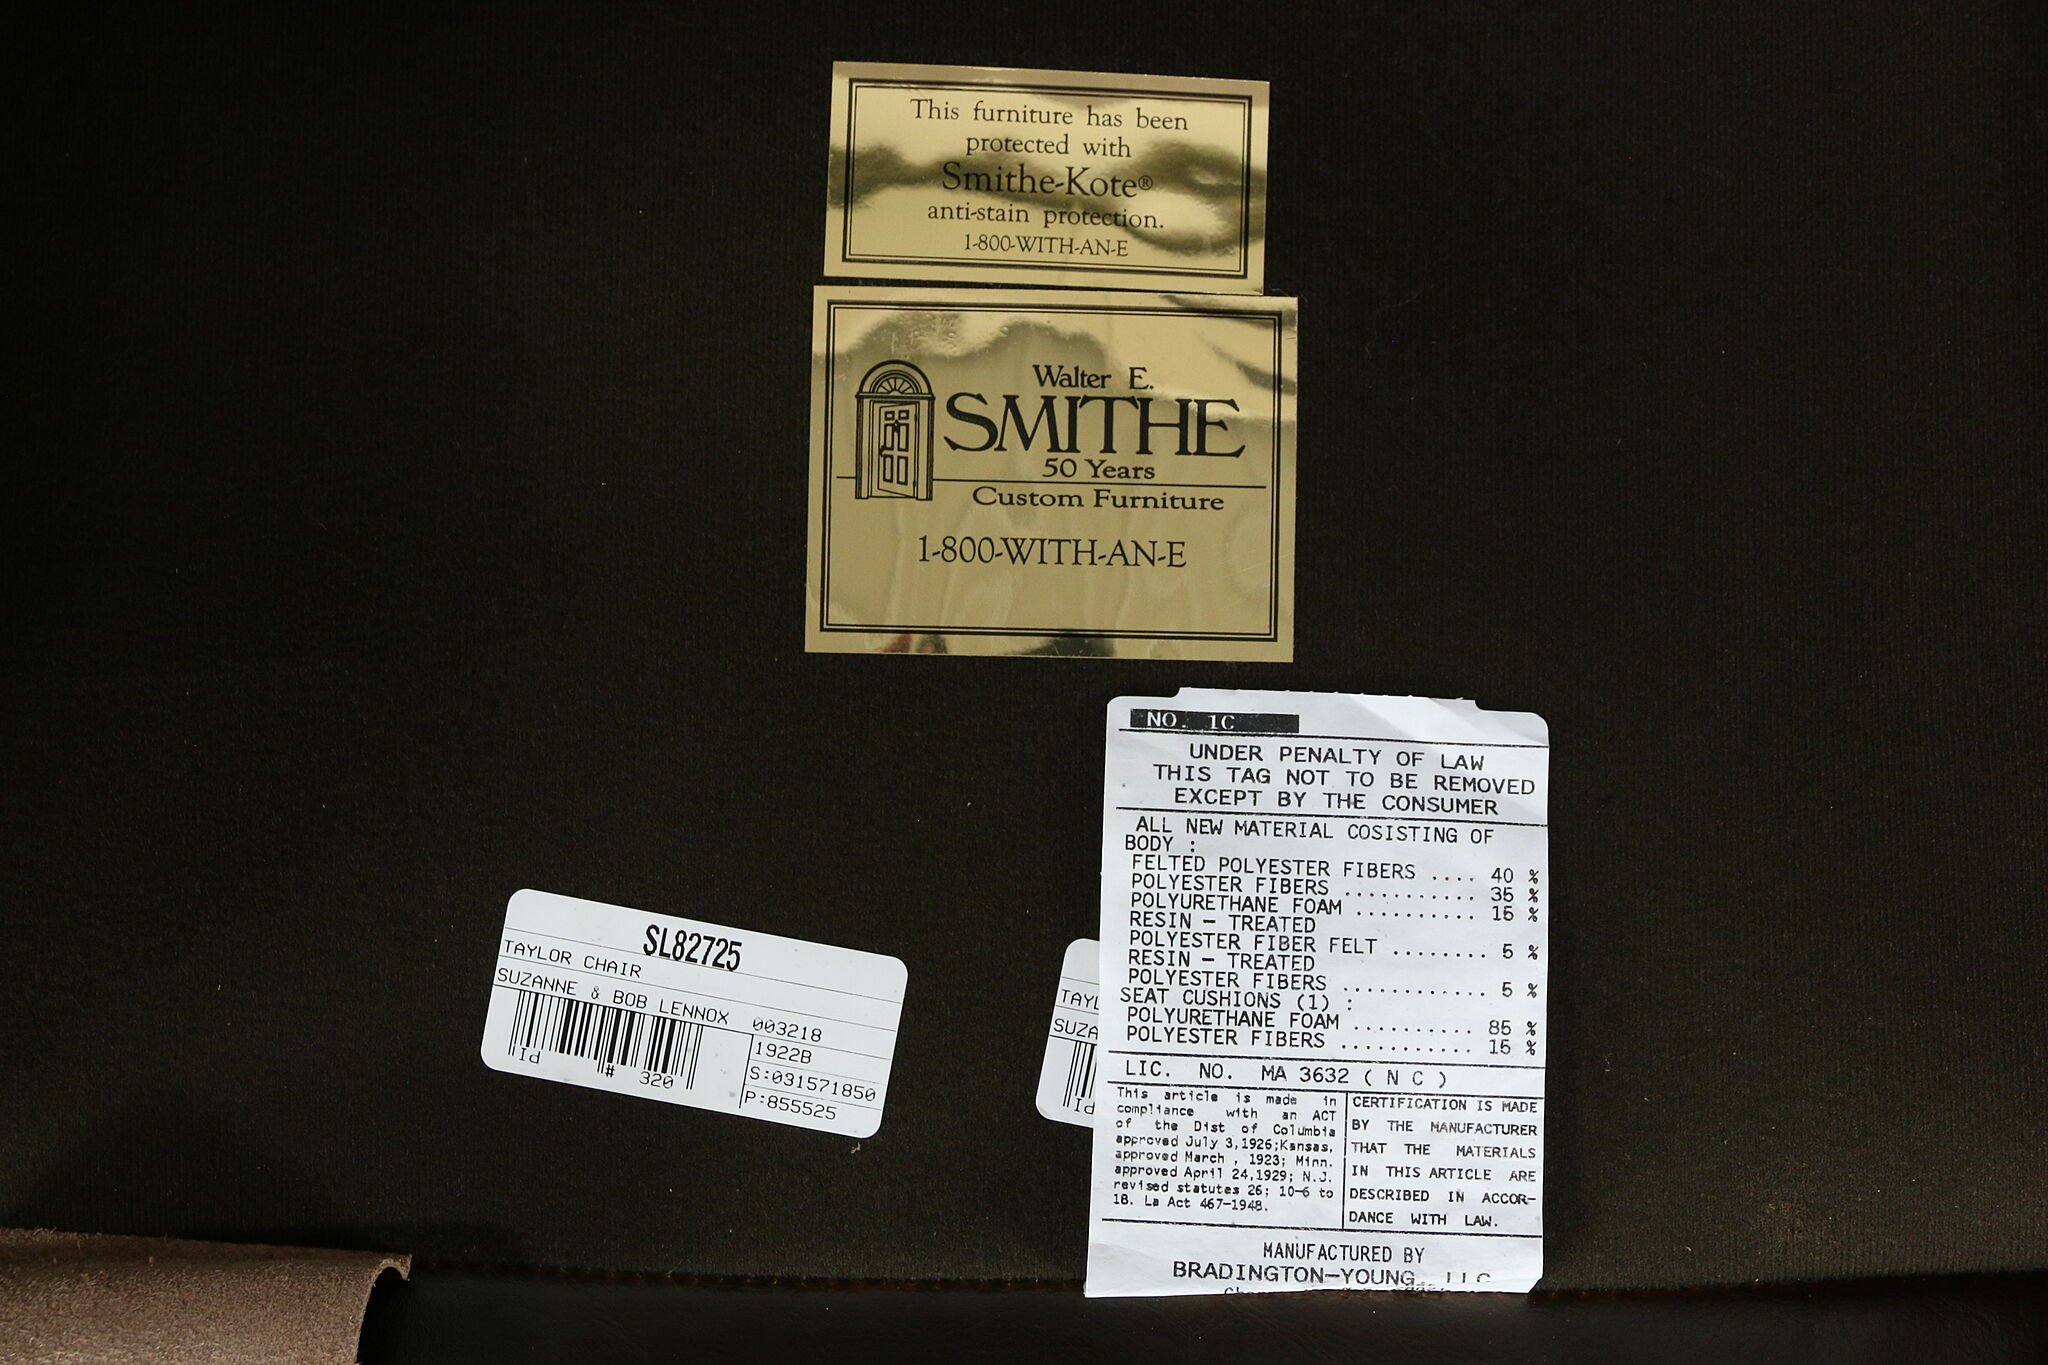 This furniture has been
protected with
Smithe-Kote®
anti-stain protection.
1-800-WITH-AN-E
Walter E.
SMITHE
50 Years
Custom Furniture
1-800-WITH-AN-E
SL82725
TAYLOR CHAIR
SUZANNE & BOB LENNOX 003218
1922B
S:031571850
P:855525
Id # 320
TAYL
SUZA
Id
NO. 1C
UNDER PENALTY OF LAW
THIS TAG NOT TO BE REMOVED
EXCEPT BY THE CONSUMER
ALL NEW MATERIAL COSISTING OF
BODY :
FELTED POLYESTER FIBERS .... 40 %
POLYESTER FIBERS ........... 35 %
POLYURETHANE FOAM .......... 15 %
RESIN - TREATED
POLYESTER FIBER FELT ........ 5 %
RESIN - TREATED
POLYESTER FIBERS ............ 5 %
SEAT CUSHIONS (1) :
POLYURETHANE FOAM .......... 85 %
POLYESTER FIBERS ........... 15 %
LIC. NO. MA 3632 ( N C )
This article is made in
compliance with an ACT
of the Dist of Columbia
approved July 3,1926;Kansas,
approved March , 1923; Minn.
approved April 24,1929; N.J.
revised statutes 26: 10-6 to
18. La Act 467-1948.
CERTIFICATION IS MADE
BY THE MANUFACTURER
THAT THE MATERIALS
IN THIS ARTICLE ARE
DESCRIBED IN ACCOR-
DANCE WITH LAW.
MANUFACTURED BY
BRADINGTON-YOUNG, LLC